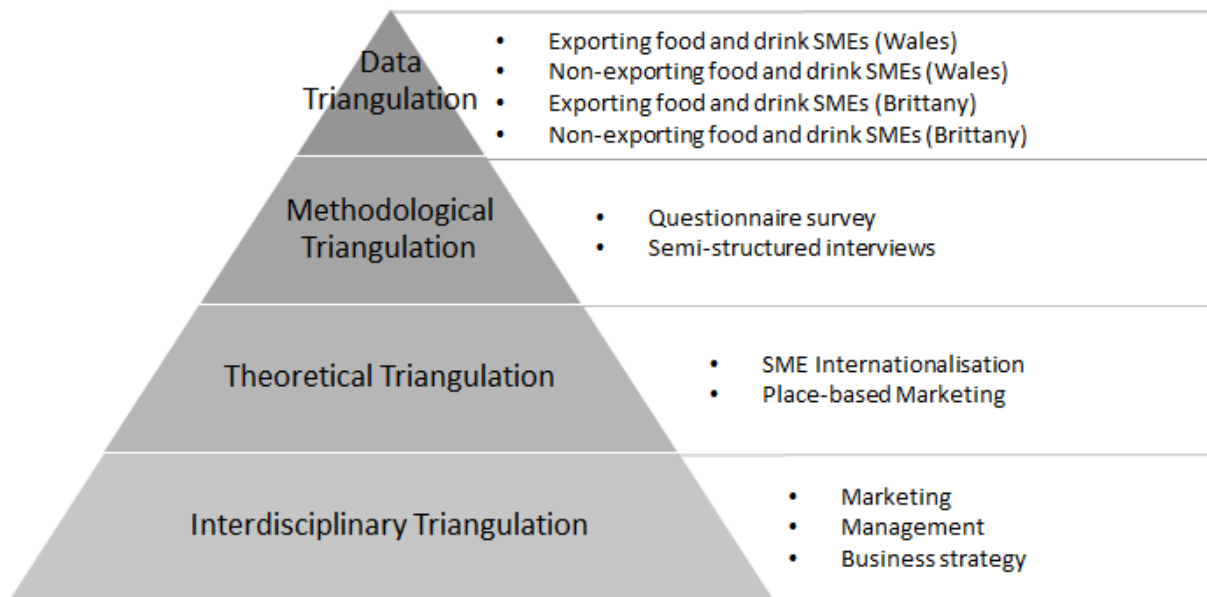 Data
Triangulation
• Exporting food and drink SMEs (Wales)
• Non-exporting food and drink SMEs (Wales)
• Exporting food and drink SMEs (Brittany)
• Non-exporting food and drink SMEs (Brittany)
Methodological
Triangulation
• Questionnaire survey
• Semi-structured interviews
Theoretical Triangulation
• SME Internationalisation
• Place-based Marketing
Interdisciplinary Triangulation
• Marketing
• Management
• Business strategy